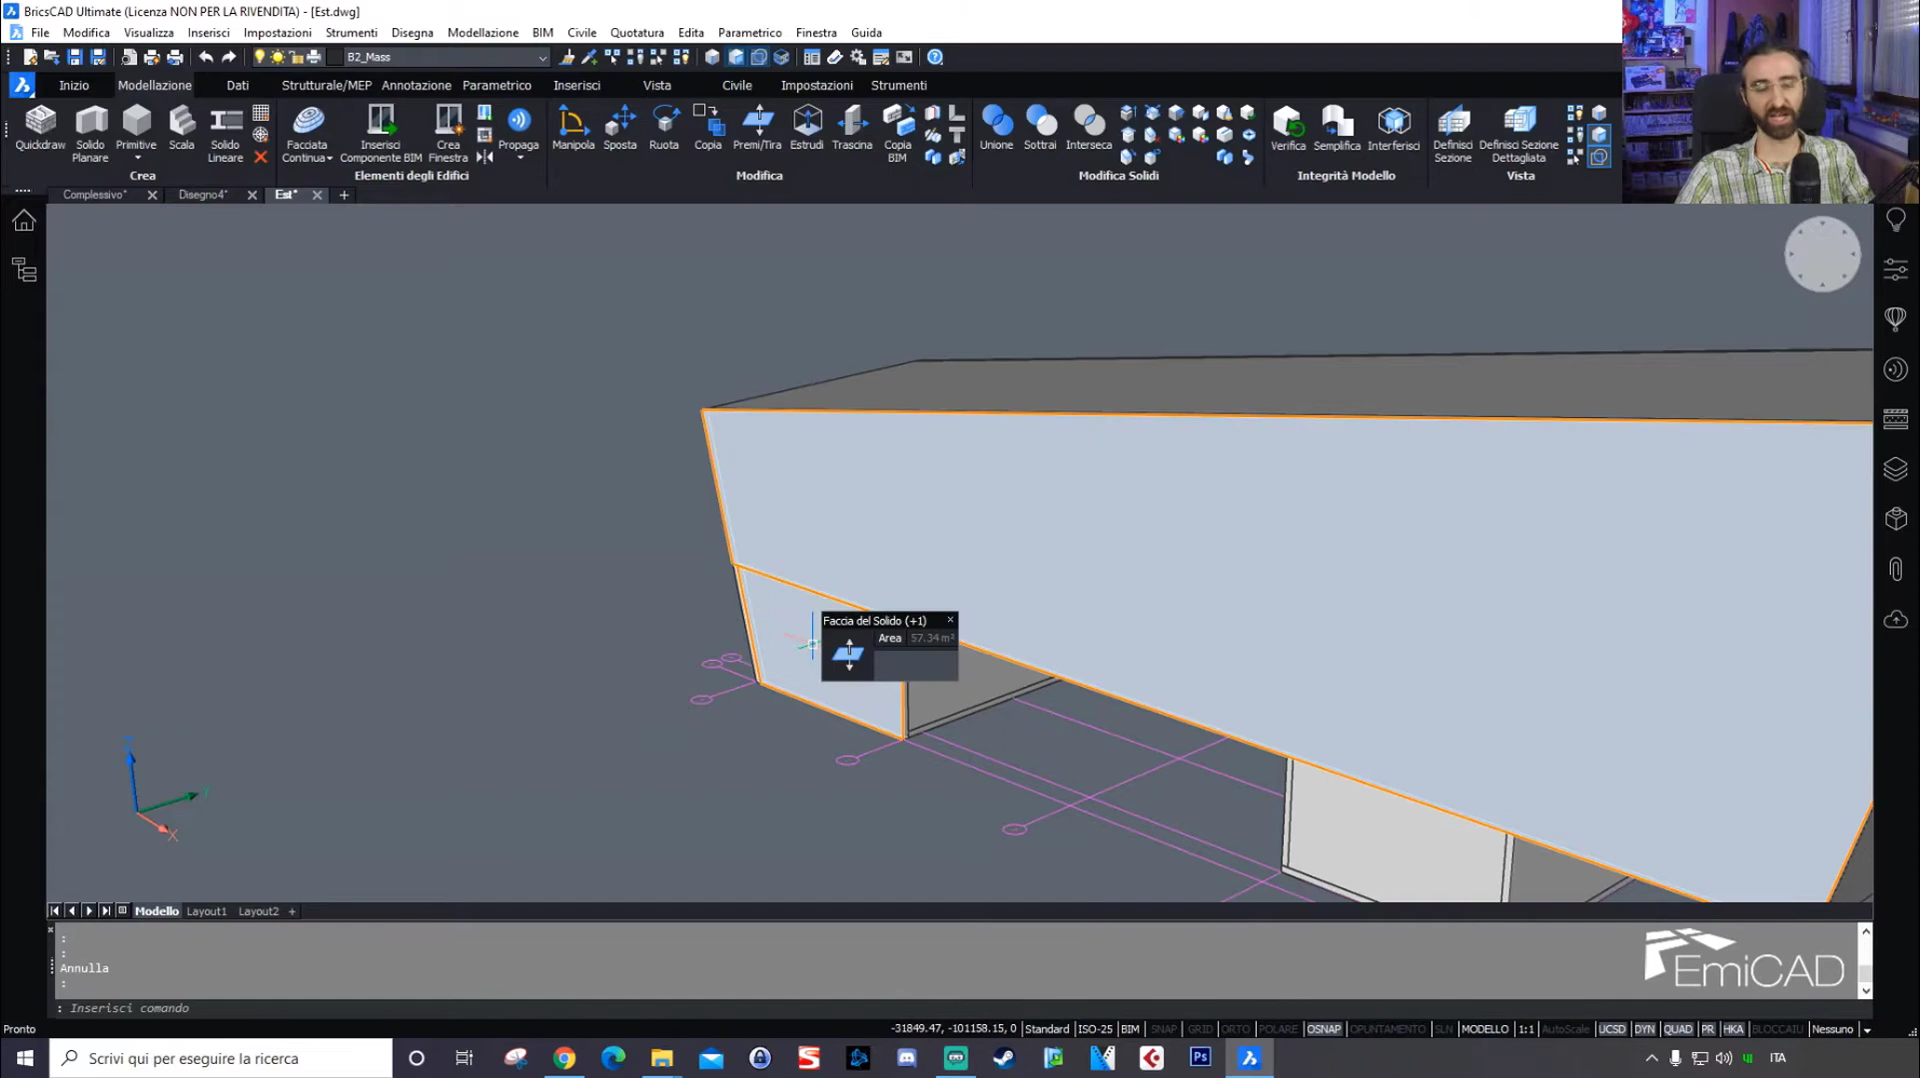 BricsCAD Ultimate (Licenza NON PER LA RIVENDITA) - [Est.dwg]
File Modifica Visualizza Inserisci Impostazioni Strumenti Disegna Modellazione BIM Civile Quotatura Edita Parametrico Finestra Guida
B2_Mass
Inizio Modellazione Dati Strutturale/MEP Annotazione Parametrico Inserisci Vista Civile Impostazioni Strumenti
Quickdraw Solido Planare Primitive Scala Solido Lineare Facciata Continua Inserisci Componente BIM Crea Finestra Propaga Manipola Sposta Ruota Copia Premi/Tira Estrudi Trascina Copia BIM Unione Sottrai Interseca Verifica Semplifica Interferisci Definisci Sezione Definisci Sezione Dettagliata
Crea Elementi degli Edifici Modifica Modifica Solidi Integrità Modello Vista
Complessivo* Disegno4* Est*
Faccia del Solido (+1)
Area 57.34 m²
Z
Y
X
Modello Layout1 Layout2
:
:
Annulla
:
EmiCAD
: Inserisci comando
Pronto -31849.47, -101158.15, 0 Standard ISO-25 BIM SNAP GRID ORTO POLARE OSNAP OPUNTAMENTO SLN MODELLO 1:1 AutoScale UCSD DYN QUAD PR HKA BLOCCAIU Nessuno
Scrivi qui per eseguire la ricerca
Ps
ITA